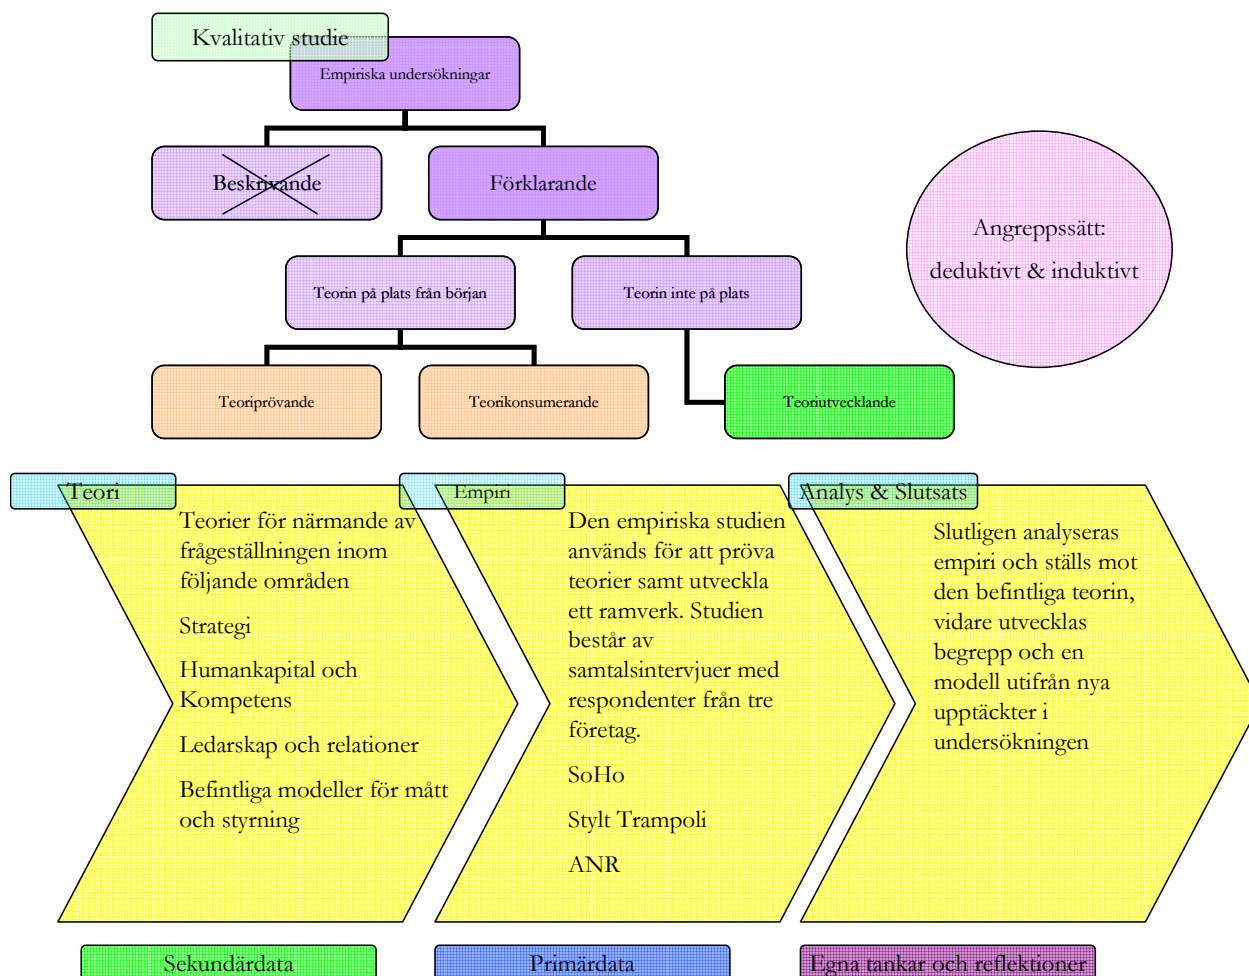 Kvalitativ studie
Empiriska undersökningar
Beskrivande
Förklarande
Angreppssätt:
deduktivt & induktivt
Teorin på plats från början
Teorin inte på plats
Teoriprövande
Teorikonsumerande
Teoriutvecklande
Teori
Teorier för närmande av
frågeställningen inom
följande områden
Strategi
Humankapital och
Kompetens
Ledarskap och relationer
Befintliga modeller för mått
och styrning
Empiri
Den empiriska studien
används för att pröva
teorier samt utveckla
ett ramverk. Studien
består av
samtalsintervjuer med
respondenter från tre
företag.
SoHo
Stylt Trampoli
ANR
Analys & Slutsats
Slutligen analyseras
empiri och ställs mot
den befintliga teorin,
vidare utvecklas
begrepp och en
modell utifrån nya
upptäckter i
undersökningen
Sekundärdata
Primärdata
Egna tankar och reflektioner